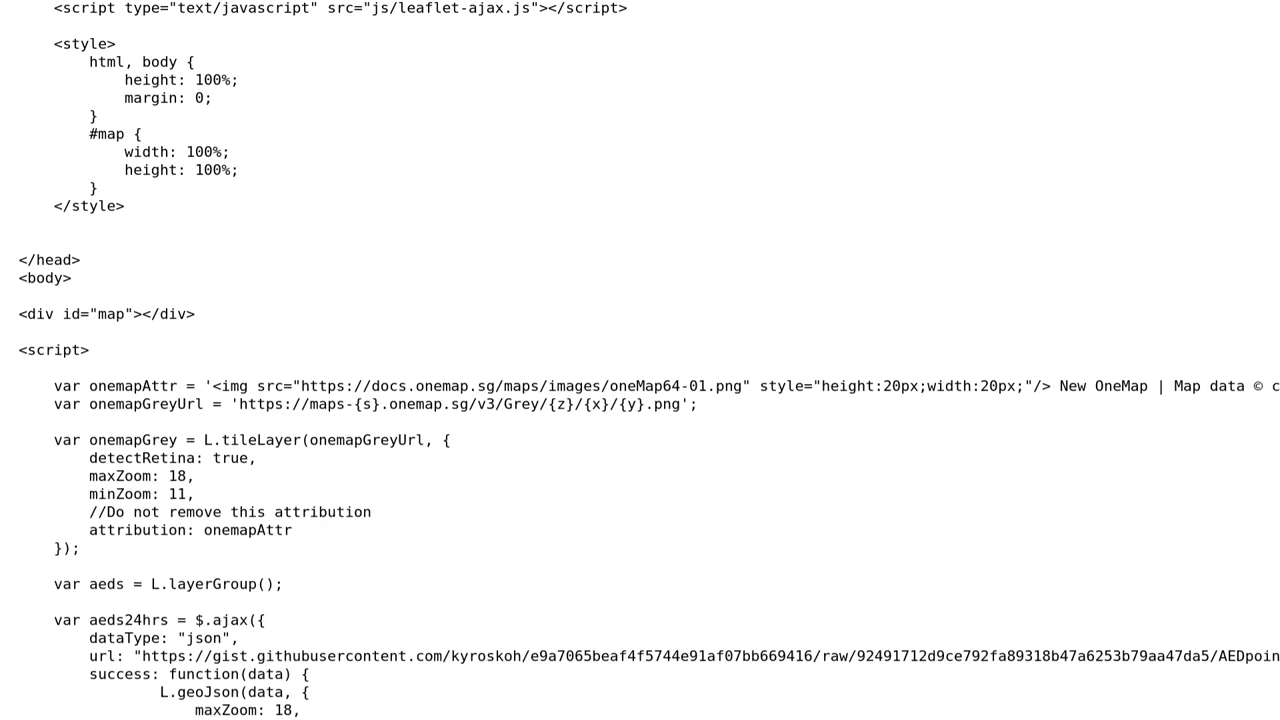 <script type="text/javascript" src="js/leaflet-ajax.js"></script>
<style>
html, body {
height: 100%;
margin: 0;
}
#map {
width: 100%;
height: 100%;
}
</style>
</head>
<body>
<div id="map"></div>
<script>
var onemapAttr = '<img src="https://docs.onemap.sg/maps/images/oneMap64-01.png" style="height:20px;width:20px;"/> New OneMap | Map data © c
var onemapGreyUrl = 'https://maps-{s}.onemap.sg/v3/Grey/{z}/{x}/{y}.png';
var onemapGrey = L.tileLayer(onemapGreyUrl, {
detectRetina: true,
maxZoom: 18,
minZoom: 11,
//Do not remove this attribution
attribution: onemapAttr
});
var aeds = L.layerGroup();
var aeds24hrs = $.ajax({
dataType: "json",
url: "https://gist.githubusercontent.com/kyroskoh/e9a7065beaf4f5744e91af07bb669416/raw/92491712d9ce792fa89318b47a6253b79aa47da5/AEDpoin
success: function(data) {
L.geoJson(data, {
maxZoom: 18,